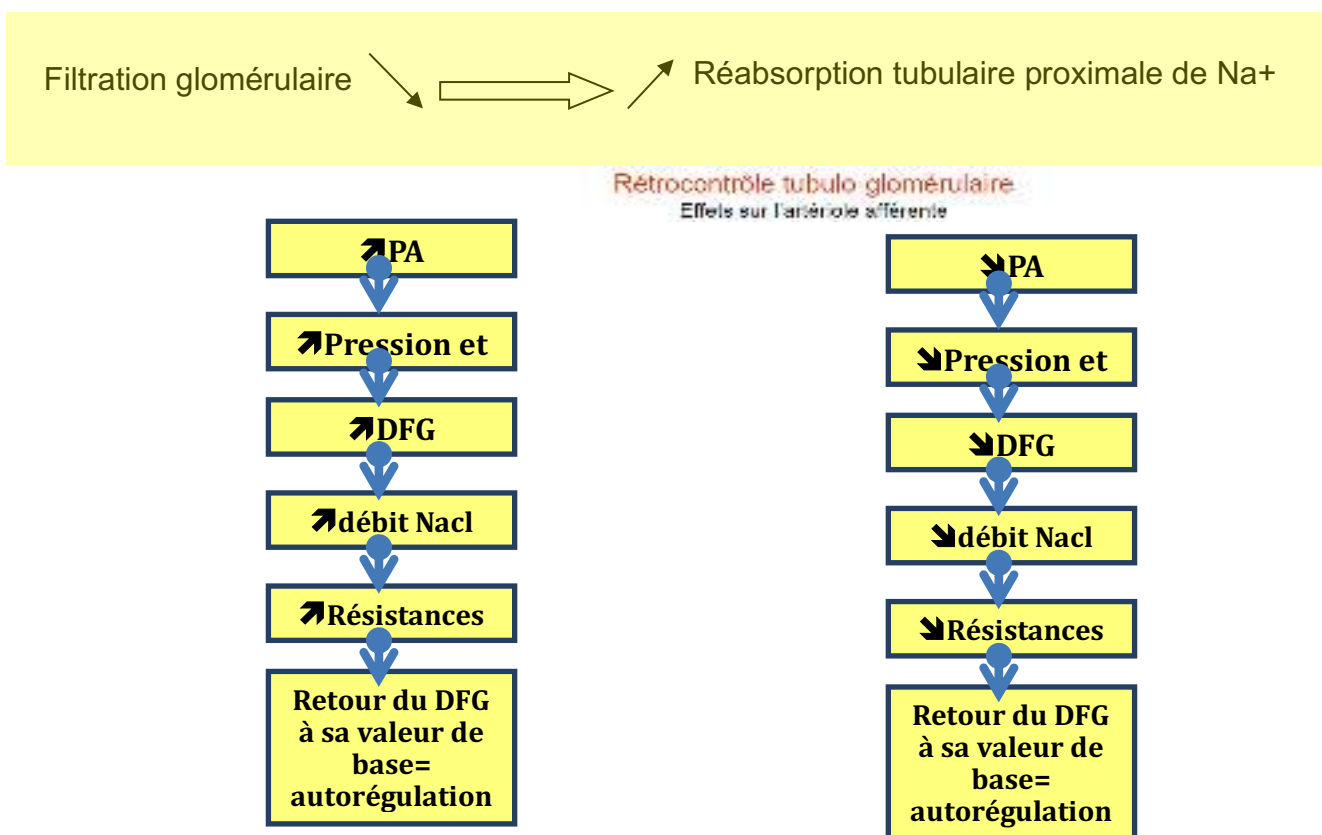 Filtration glomérulaire
Réabsorption tubulaire proximale de Na+
Rétrocontrôle tubulo glomérulaire
Effets sur l'artériole afférente
↗PA
↗Pression et
↗DFG
↗débit Nacl
↗Résistances
Retour du DFG
à sa valeur de
base=
autorégulation
↘PA
↘Pression et
↘DFG
↘débit Nacl
↘Résistances
Retour du DFG
à sa valeur de
base=
autorégulation